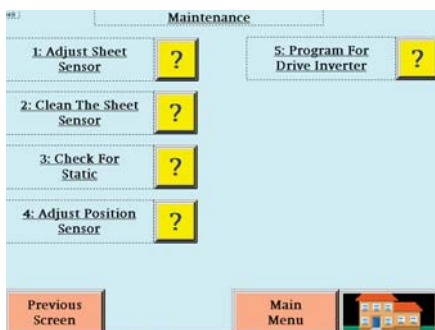 Maintenance
1: Adjust Sheet
Sensor
?
5: Program For
Drive Inverter
?
2: Clean The Sheet
Sensor
?
3: Check For
Static
?
4: Adjust Position
Sensor
?
Previous
Screen
Main
Menu